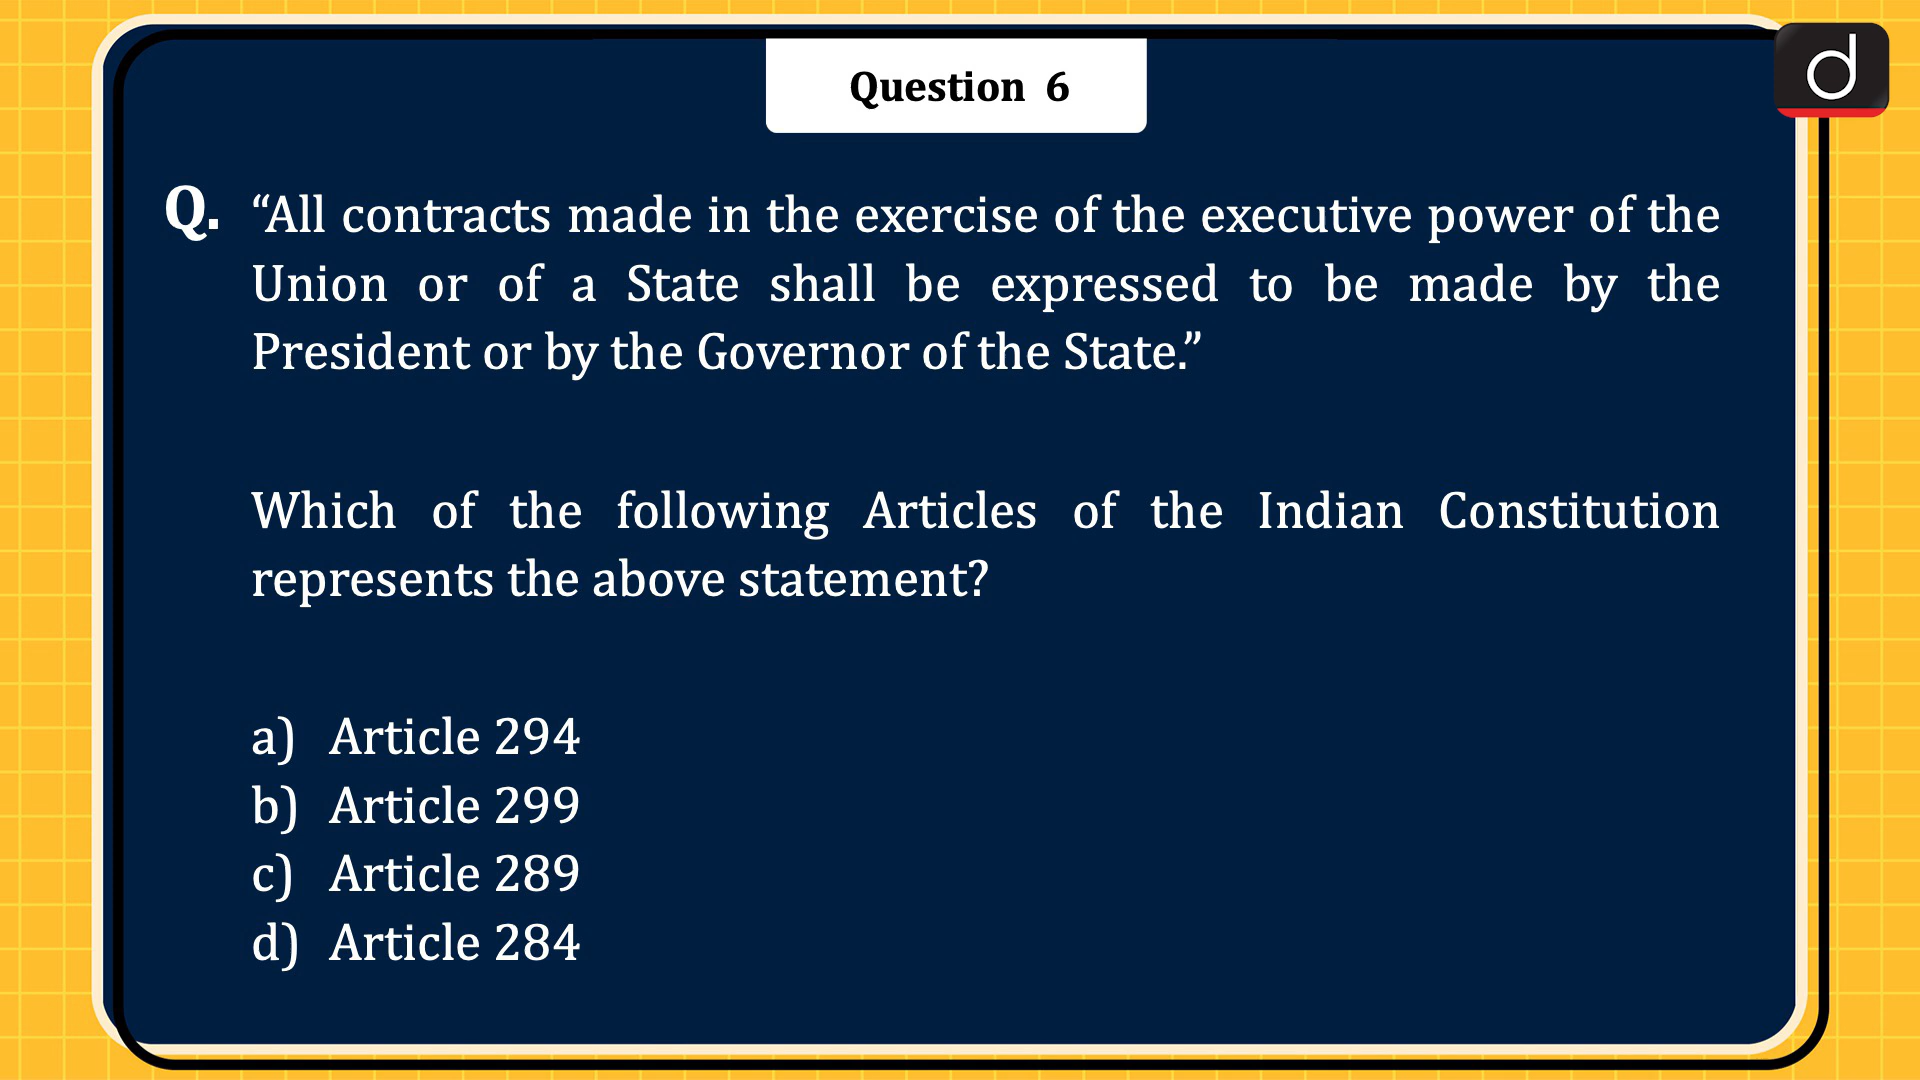 Question 6
d
Q. “All contracts made in the exercise of the executive power of the
Union or of a State shall be expressed to be made by the
President or by the Governor of the State.”
Which of the following Articles of the Indian Constitution
represents the above statement?
a) Article 294
b) Article 299
c) Article 289
d) Article 284